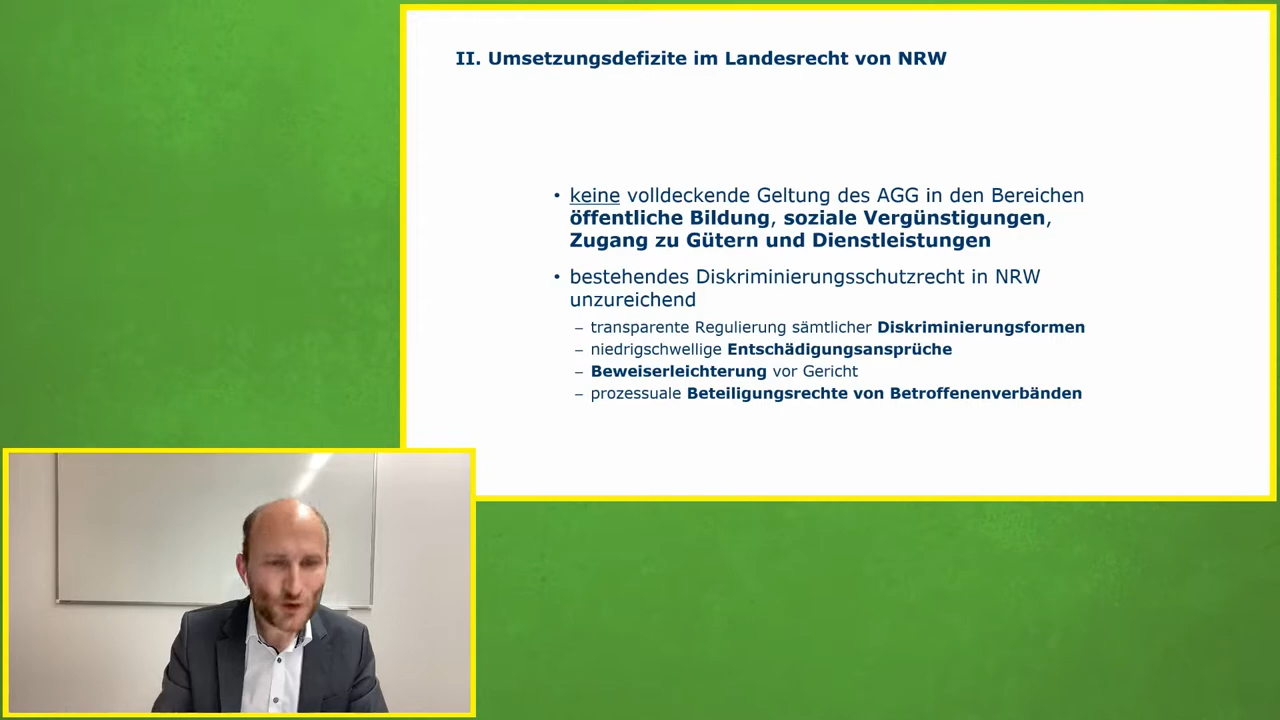 II. Umsetzungsdefizite im Landesrecht von NRW
• keine volldeckende Geltung des AGG in den Bereichen
öffentliche Bildung, soziale Vergünstigungen,
Zugang zu Gütern und Dienstleistungen
• bestehendes Diskriminierungsschutzrecht in NRW
unzureichend
– transparente Regulierung sämtlicher Diskriminierungsformen
– niedrigschwellige Entschädigungsansprüche
– Beweiserleichterung vor Gericht
– prozessuale Beteiligungsrechte von Betroffenenverbänden